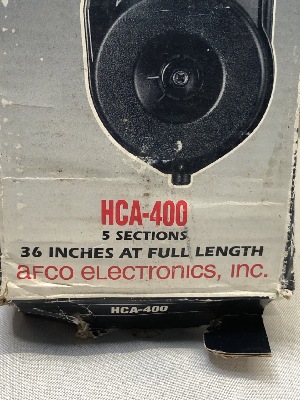 HCA-400
5 SECTIONS
36 INCHES AT FULL LENGTH
aFCO eLeCTRONICS, INC.
HCA-400